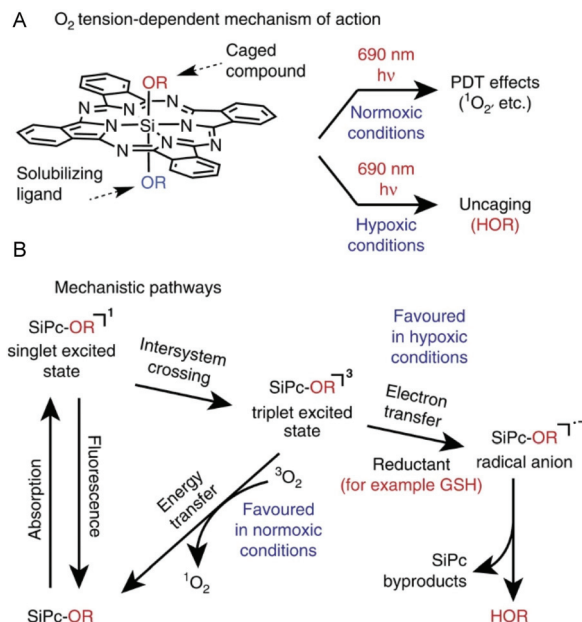 A O2 tension-dependent mechanism of action
OR
Caged
compound
N
N
N
N
Si
N
N
N
N
Solubilizing
ligand
OR
690 nm
hν
Normoxic
conditions
PDT effects
(1O2, etc.)
690 nm
hν
Hypoxic
conditions
Uncaging
(HOR)
B
Mechanistic pathways
SiPc-OR ⌉1
singlet excited
state
Intersystem
crossing
SiPc-OR ⌉3
triplet excited
state
Favoured
in hypoxic
conditions
Electron
transfer
Reductant
(for example GSH)
SiPc-OR ⌉•−
radical anion
Absorption
Fluorescence
Energy
transfer
3O2
1O2
Favoured
in normoxic
conditions
SiPc
byproducts
SiPc-OR
HOR